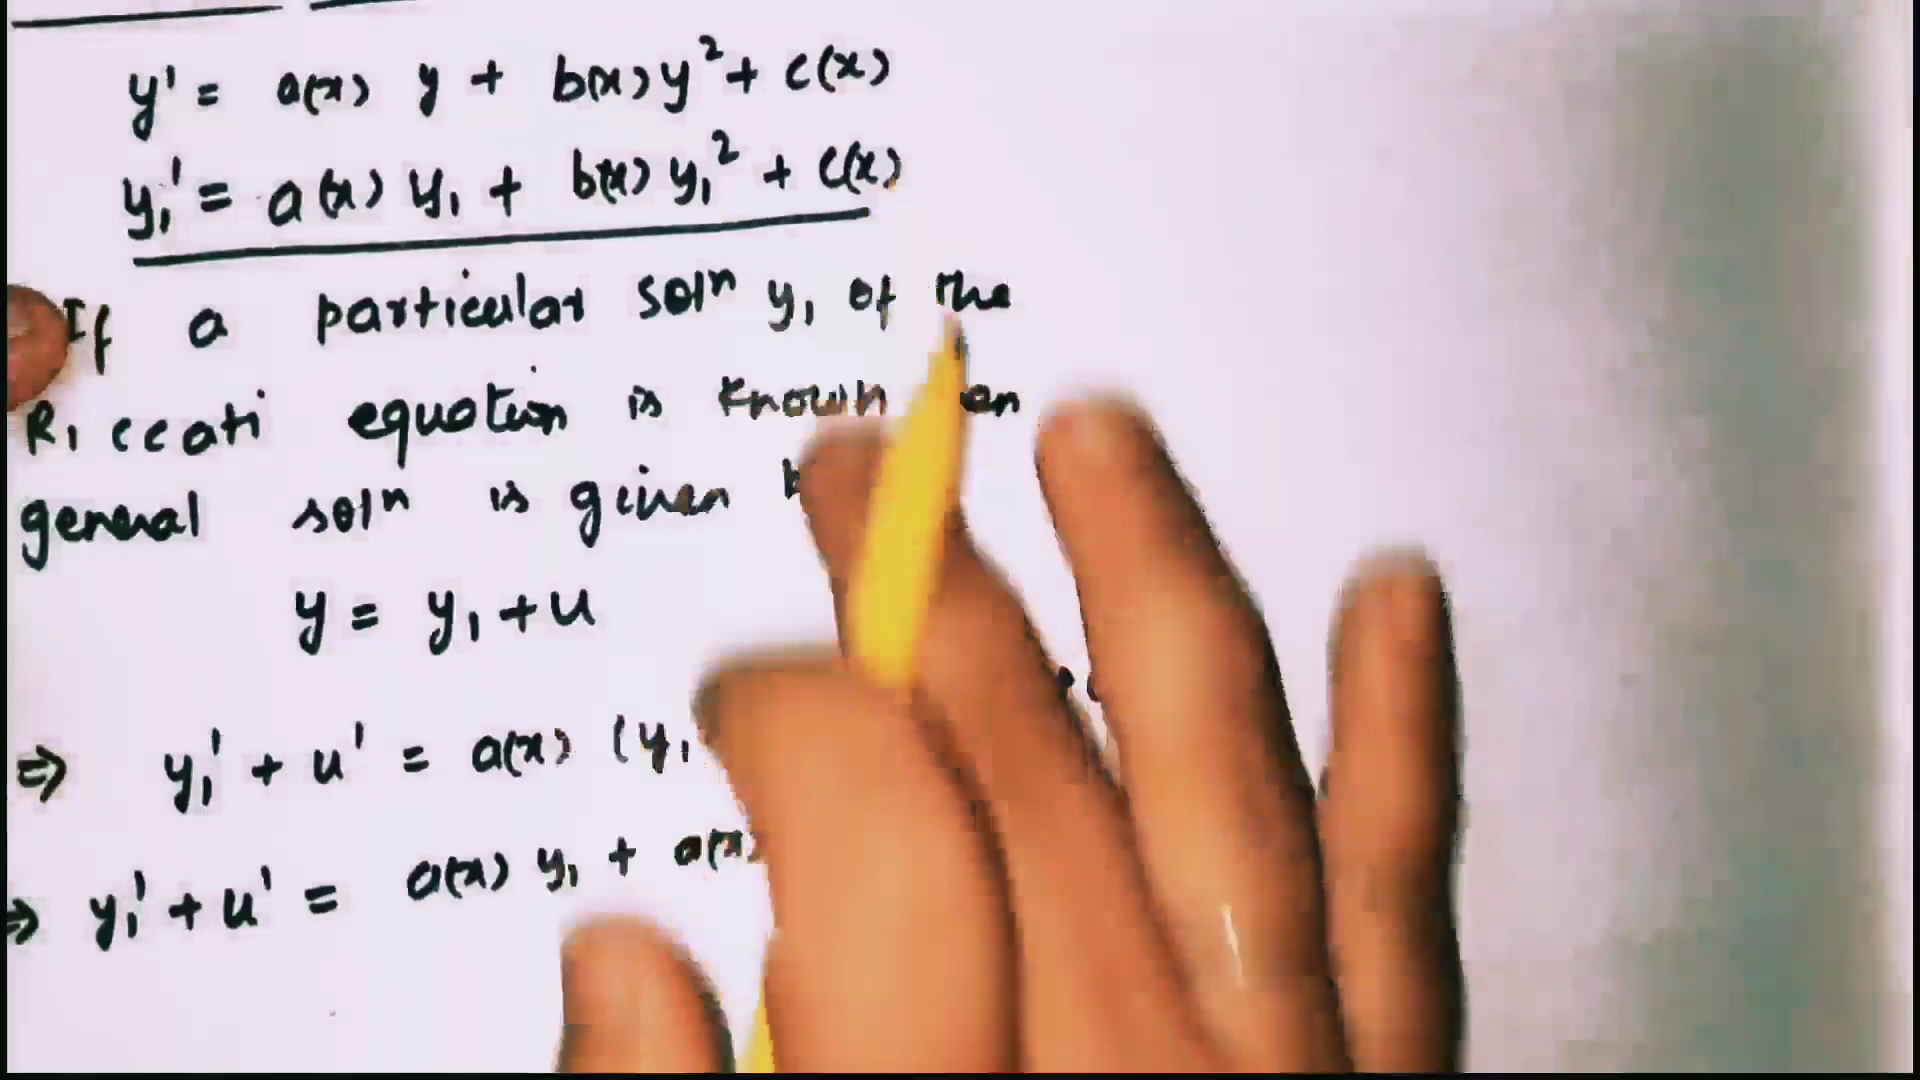 y' = a(x) y + b(x) y² + c(x)
y₁' = a(x) y₁ + b(x) y₁² + c(x)
If a particular solⁿ y₁ of the
Riccati equation is known
general solⁿ is given
y = y₁ + u
⇒ y₁' + u' = a(x) (y₁
⇒ y₁' + u' = a(x) y₁ + a(x)